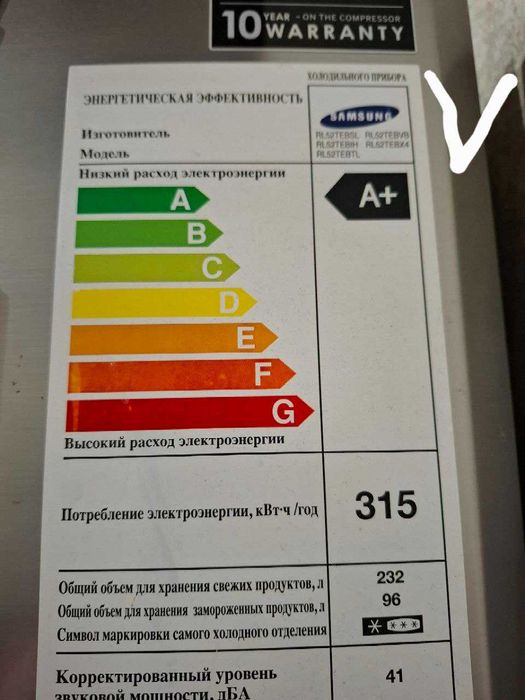 10 YEAR - ON THE COMPRESSOR
WARRANTY
ХОЛОДИЛЬНОГО ПРИБОРА
ЭНЕРГЕТИЧЕСКАЯ ЭФФЕКТИВНОСТЬ
SAMSUNG
Изготовитель
Модель
RL52TEBSL RL52TEBVB
RL52TEBIH RL52TEBX4
RL52TEBTL
Низкий расход электроэнергии
A
A+
B
C
D
E
F
G
Высокий расход электроэнергии
Потребление электроэнергии, кВт·ч /год 315
Общий объем для хранения свежих продуктов, л 232
Общий объем для хранения замороженных продуктов, л 96
Символ маркировки самого холодного отделения
Корректированный уровень
звуковой мощности, дБА 41
V